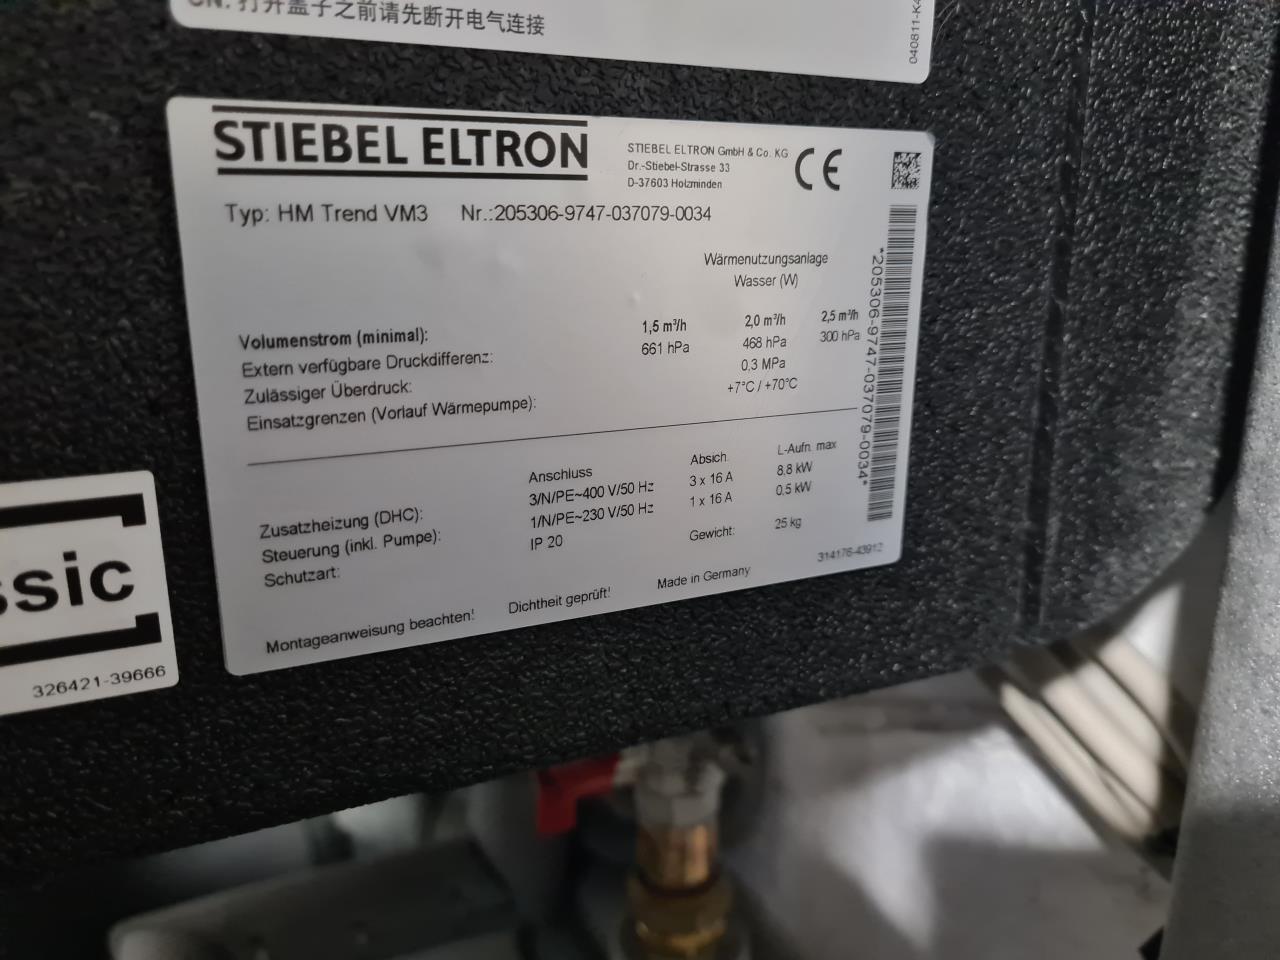 CN: 打开盖子之前请先断开电气连接
040811-K4
STIEBEL ELTRON
STIEBEL ELTRON GmbH & Co. KG
Dr.-Stiebel-Strasse 33
D-37603 Holzminden
CE
Typ: HM Trend VM3 Nr.:205306-9747-037079-0034
Wärmenutzungsanlage
Wasser (W)
Volumenstrom (minimal): 1,5 m³/h 2,0 m³/h 2,5 m³/h
Extern verfügbare Druckdifferenz: 661 hPa 468 hPa 300 hPa
Zulässiger Überdruck: 0,3 MPa
Einsatzgrenzen (Vorlauf Wärmepumpe): +7°C / +70°C
*205306-9747-037079-0034*
Anschluss Absich. L-Aufn. max
Zusatzheizung (DHC): 3/N/PE~400 V/50 Hz 3 x 16 A 8,8 kW
Steuerung (inkl. Pumpe): 1/N/PE~230 V/50 Hz 1 x 16 A 0,5 kW
Schutzart: IP 20 Gewicht: 25 kg
Montageanweisung beachten! Dichtheit geprüft! Made in Germany 314176-43912
ssic
326421-39666